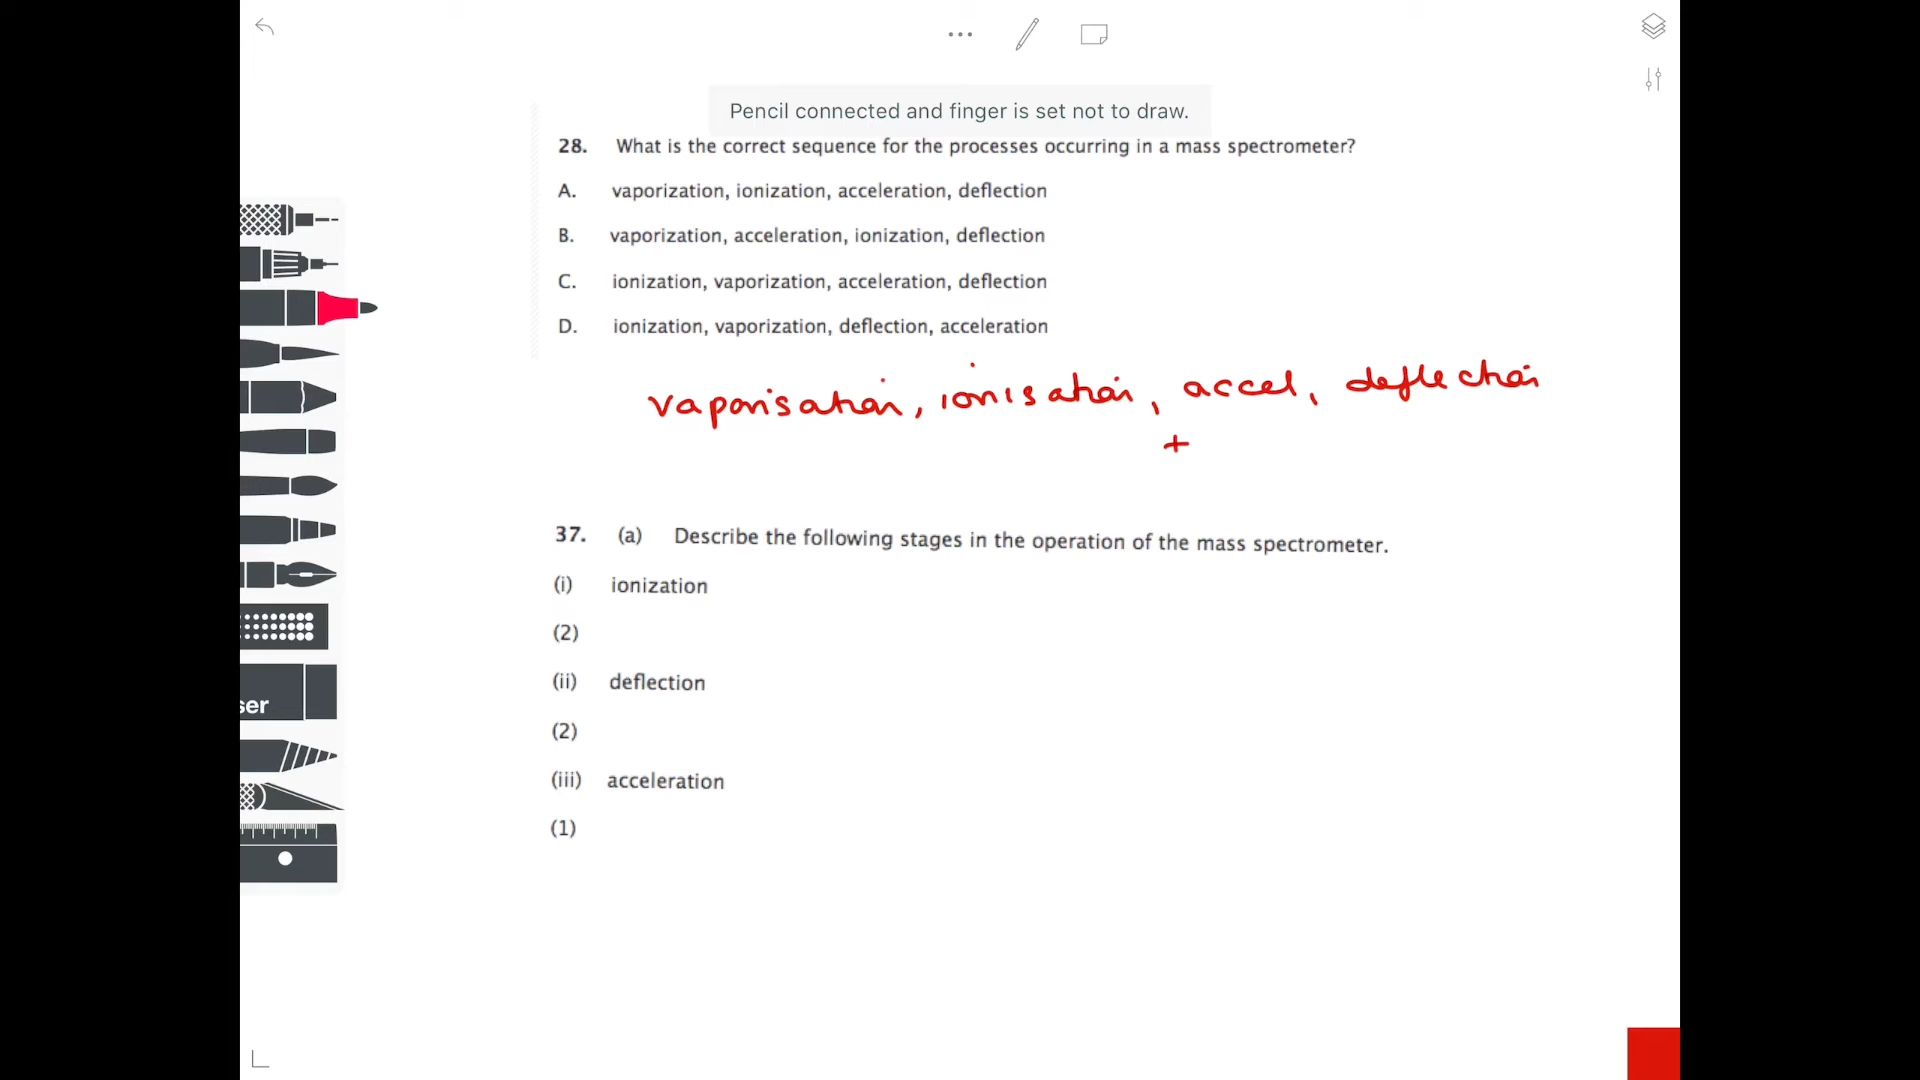 Pencil connected and finger is set not to draw.
28. What is the correct sequence for the processes occurring in a mass spectrometer?
A. vaporization, ionization, acceleration, deflection
B. vaporization, acceleration, ionization, deflection
C. ionization, vaporization, acceleration, deflection
D. ionization, vaporization, deflection, acceleration
vaporisation, ionisation, accel, deflection
+
37. (a) Describe the following stages in the operation of the mass spectrometer.
(i) ionization
(2)
(ii) deflection
ser
(2)
(iii) acceleration
(1)